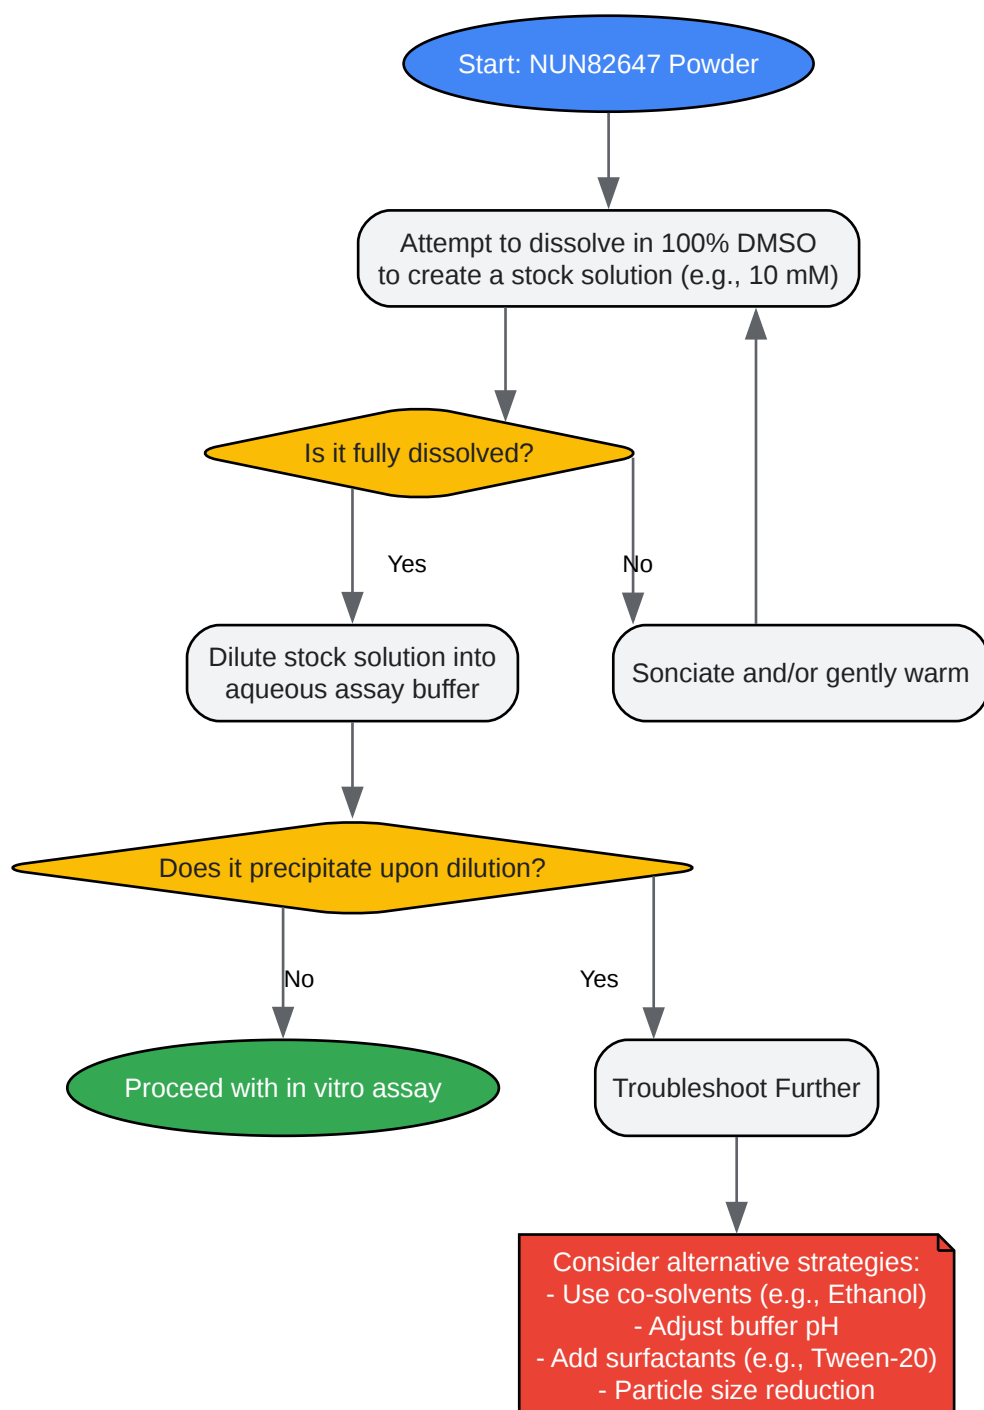 Start: NUN82647 Powder
Attempt to dissolve in 100% DMSO
to create a stock solution (e.g., 10 mM)
Is it fully dissolved?
Yes
No
Dilute stock solution into
aqueous assay buffer
Sonciate and/or gently warm
Does it precipitate upon dilution?
No
Yes
Proceed with in vitro assay
Troubleshoot Further
Consider alternative strategies:
- Use co-solvents (e.g., Ethanol)
- Adjust buffer pH
- Add surfactants (e.g., Tween-20)
- Particle size reduction